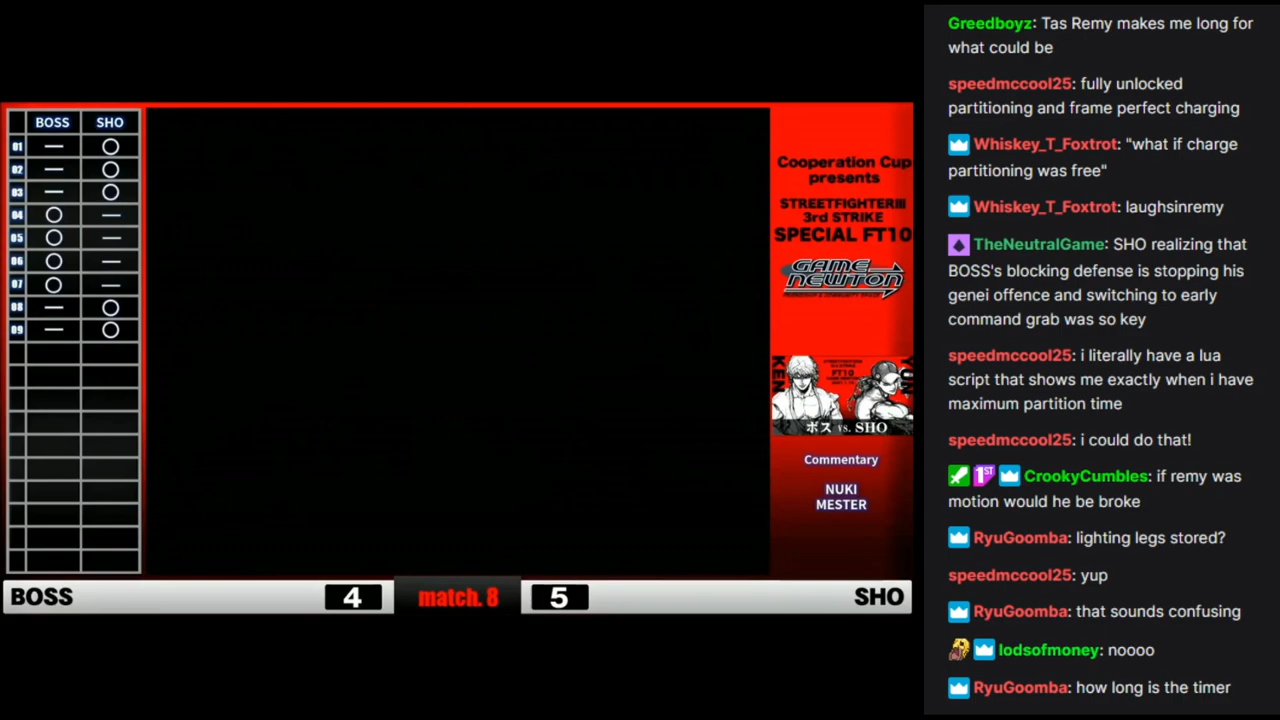 BOSS SHO
01 — ○
02 — ○
03 — ○
04 ○ —
05 ○ —
06 ○ —
07 ○ —
08 — ○
09 — ○
Cooperation Cup
presents
STREETFIGHTERIII
3rd STRIKE
SPECIAL FT10
GAME
NEWTON
KEN
YUN
FT10
ボス vs. SHO
Commentary
NUKI
MESTER
BOSS 4 match. 8 5 SHO
Greedboyz: Tas Remy makes me long for
what could be
speedmccool25: fully unlocked
partitioning and frame perfect charging
Whiskey_T_Foxtrot: "what if charge
partitioning was free"
Whiskey_T_Foxtrot: laughsinremy
TheNeutralGame: SHO realizing that
BOSS's blocking defense is stopping his
genei offence and switching to early
command grab was so key
speedmccool25: i literally have a lua
script that shows me exactly when i have
maximum partition time
speedmccool25: i could do that!
1ST CrookyCumbles: if remy was
motion would he be broke
RyuGoomba: lighting legs stored?
speedmccool25: yup
RyuGoomba: that sounds confusing
lodsofmoney: noooo
RyuGoomba: how long is the timer